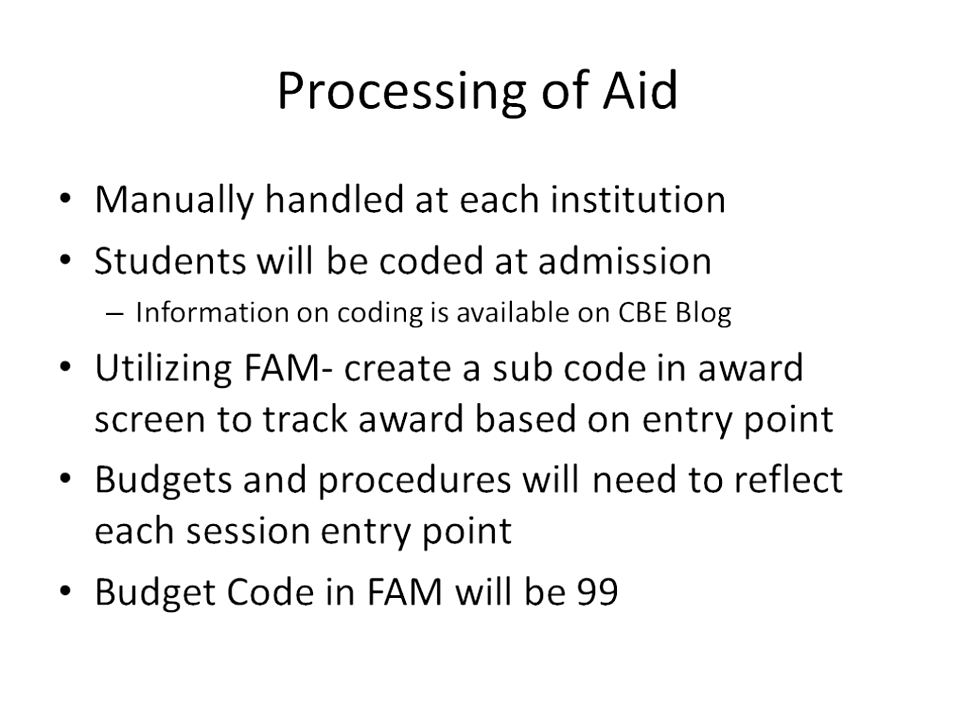 Processing of Aid
• Manually handled at each institution
• Students will be coded at admission
– Information on coding is available on CBE Blog
• Utilizing FAM- create a sub code in award
screen to track award based on entry point
• Budgets and procedures will need to reflect
each session entry point
• Budget Code in FAM will be 99